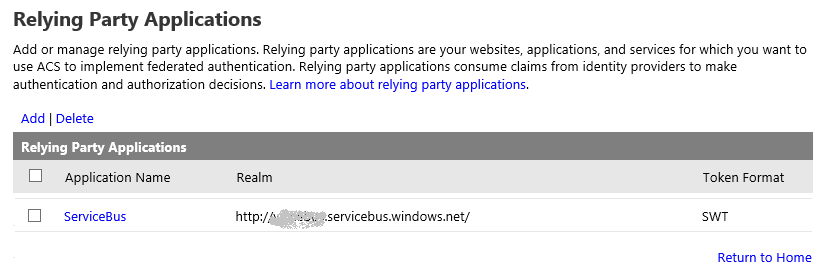 Relying Party Applications
Add or manage relying party applications. Relying party applications are your websites, applications, and services for which you want to
use ACS to implement federated authentication. Relying party applications consume claims from identity providers to make
authentication and authorization decisions. Learn more about relying party applications.
Add | Delete
Relying Party Applications
Application Name Realm Token Format
ServiceBus http:// .servicebus.windows.net/ SWT
Return to Home